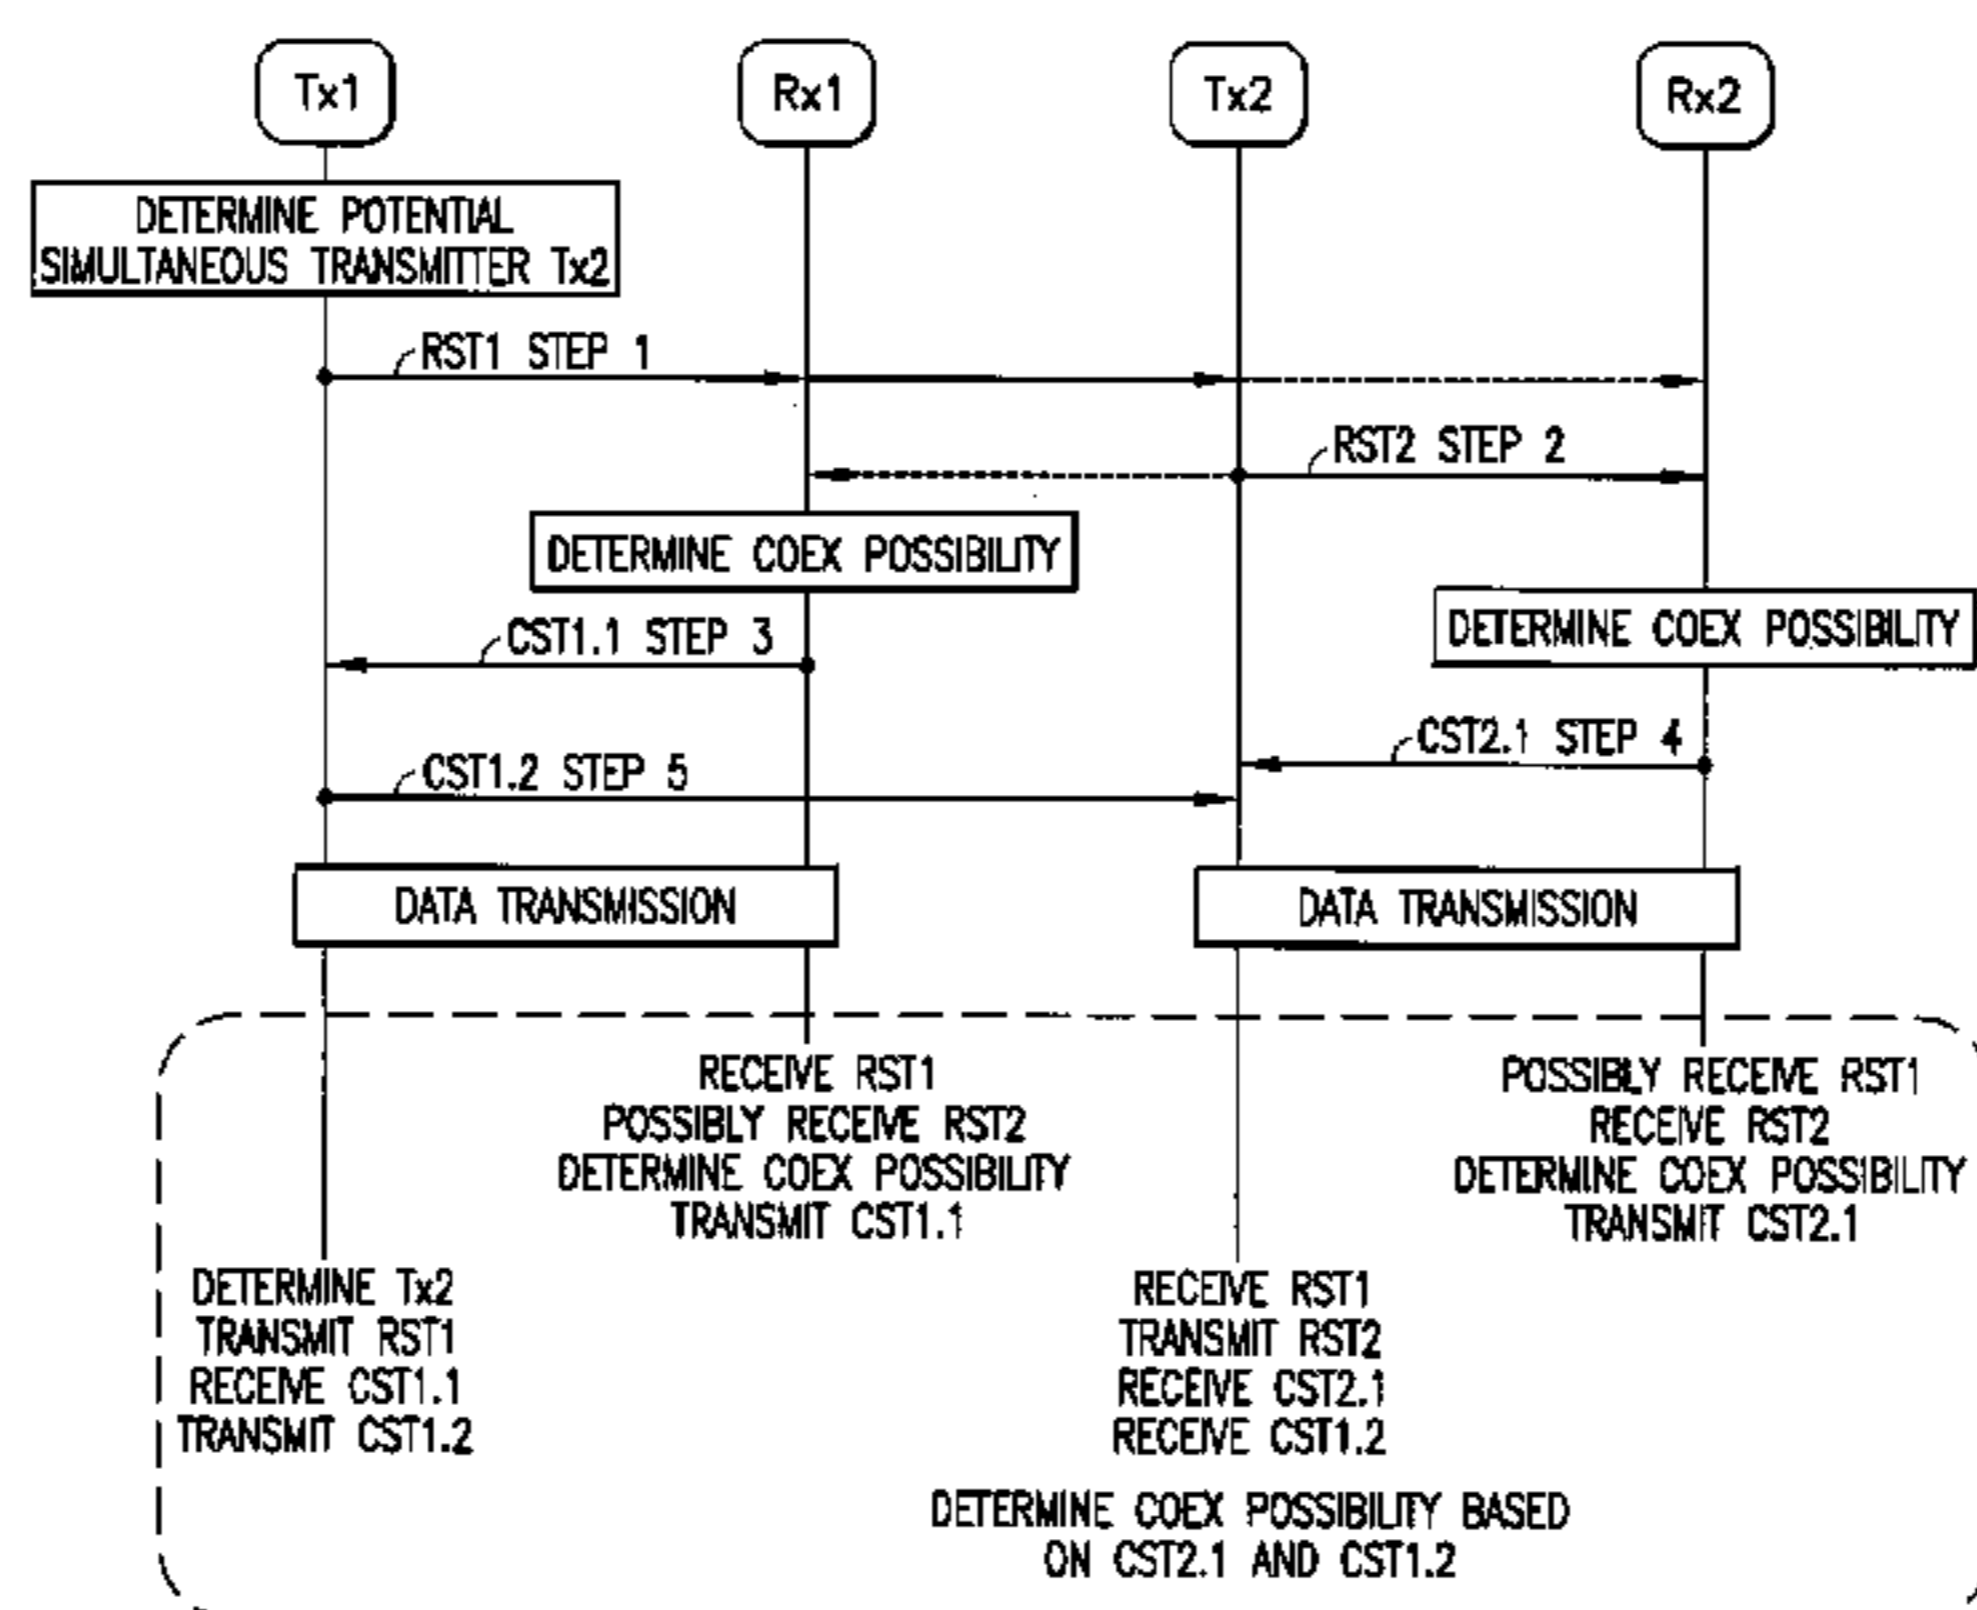 Tx1
Rx1
Tx2
Rx2
DETERMINE POTENTIAL
SIMULTANEOUS TRANSMITTER Tx2
RST1 STEP 1
RST2 STEP 2
DETERMINE COEX POSSIBILITY
DETERMINE COEX POSSIBILITY
CST1.1 STEP 3
CST2.1 STEP 4
CST1.2 STEP 5
DATA TRANSMISSION
DATA TRANSMISSION
RECEIVE RST1
POSSIBLY RECEIVE RST2
DETERMINE COEX POSSIBILITY
TRANSMIT CST1.1
POSSIBLY RECEIVE RST1
RECEIVE RST2
DETERMINE COEX POSSIBILITY
TRANSMIT CST2.1
DETERMINE Tx2
TRANSMIT RST1
RECEIVE CST1.1
TRANSMIT CST1.2
RECEIVE RST1
TRANSMIT RST2
RECEIVE CST2.1
RECEIVE CST1.2
DETERMINE COEX POSSIBILITY BASED
ON CST2.1 AND CST1.2